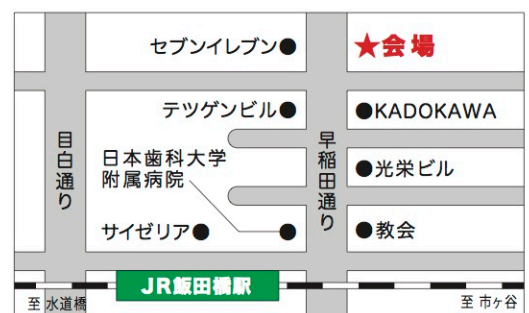 セブンイレブン●
★会場
テツゲンビル●
●KADOKAWA
目白通り
日本歯科大学
附属病院
早稲田通り
●光栄ビル
サイゼリア●
●教会
JR飯田橋駅
至 水道橋
至 市ヶ谷